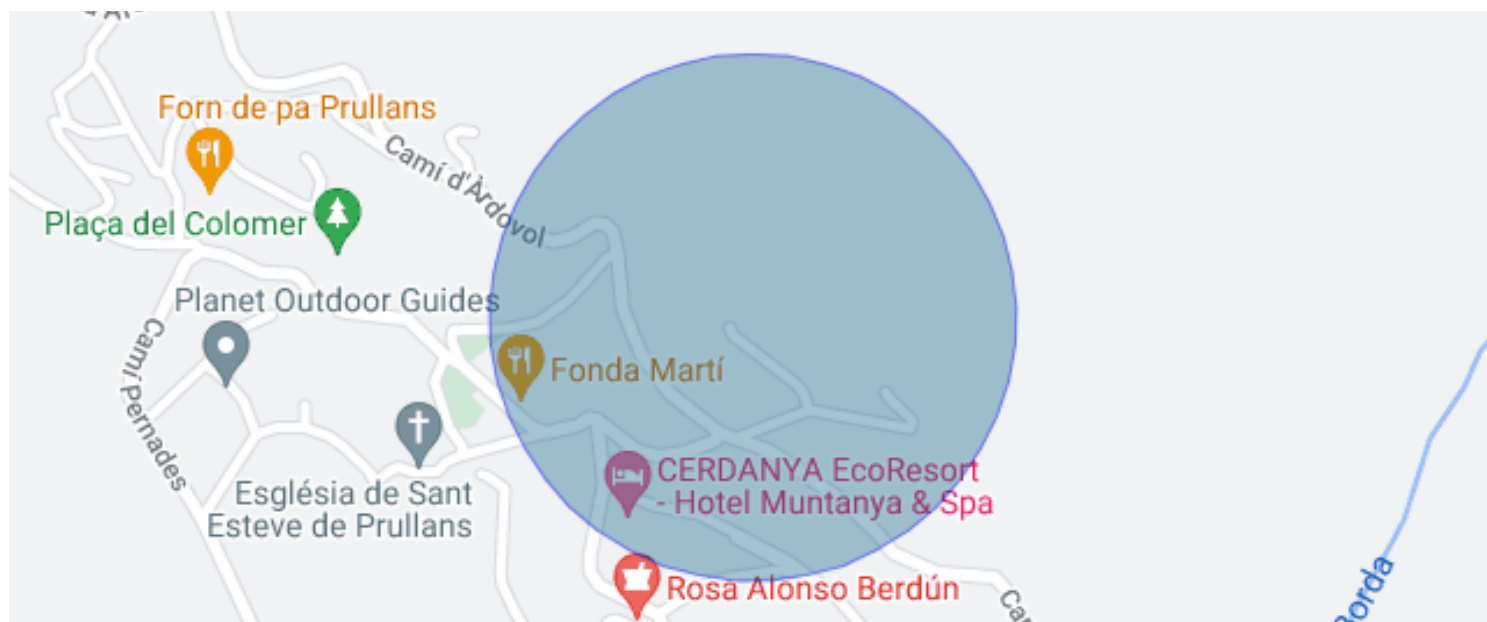 Forn de pa Prullans
Camí d'Àrdovol
Plaça del Colomer
Planet Outdoor Guides
Camí Pernades
Fonda Martí
CERDANYA EcoResort
- Hotel Muntanya & Spa
Església de Sant
Esteve de Prullans
Rosa Alonso Berdún
Borda